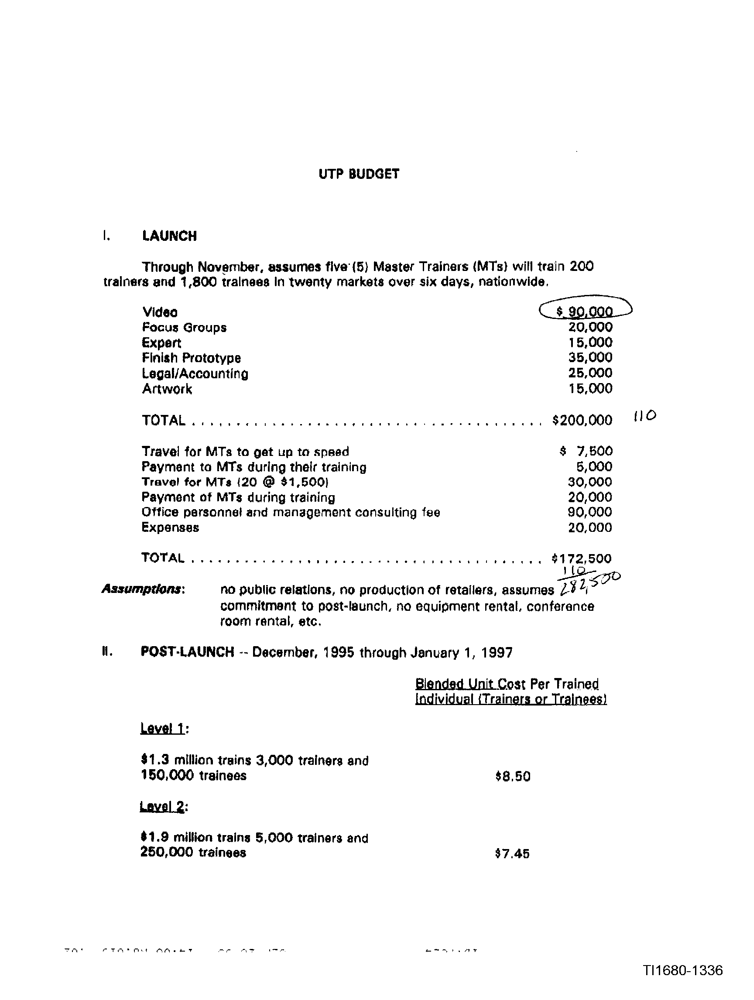 UTP BUDGET
I. LAUNCH
Through November, assumes five (5) Master Trainers (MTs) will train 200
trainers and 1,800 trainees in twenty markets over six days, nationwide.
Video $ 90,000
Focus Groups 20,000
Expert 15,000
Finish Prototype 35,000
Legal/Accounting 25,000
Artwork 15,000
TOTAL . . . . . . . . . . . . . . . . . . . . . . . . . . . . . . . . . . . . . . . $200,000 110
Travel for MTs to get up to speed $ 7,500
Payment to MTs during their training 5,000
Travel for MTs (20 @ $1,500) 30,000
Payment of MTs during training 20,000
Office personnel and management consulting fee 90,000
Expenses 20,000
TOTAL . . . . . . . . . . . . . . . . . . . . . . . . . . . . . . . . . . . . . . . $172,500
110
282,500
Assumptions: no public relations, no production of retailers, assumes
commitment to post-launch, no equipment rental, conference
room rental, etc.
II. POST-LAUNCH -- December, 1995 through January 1, 1997
Blended Unit Cost Per Trained
Individual (Trainers or Trainees)
Level 1:
$1.3 million trains 3,000 trainers and
150,000 trainees $8.50
Level 2:
$1.9 million trains 5,000 trainers and
250,000 trainees $7.45
TI1680-1336